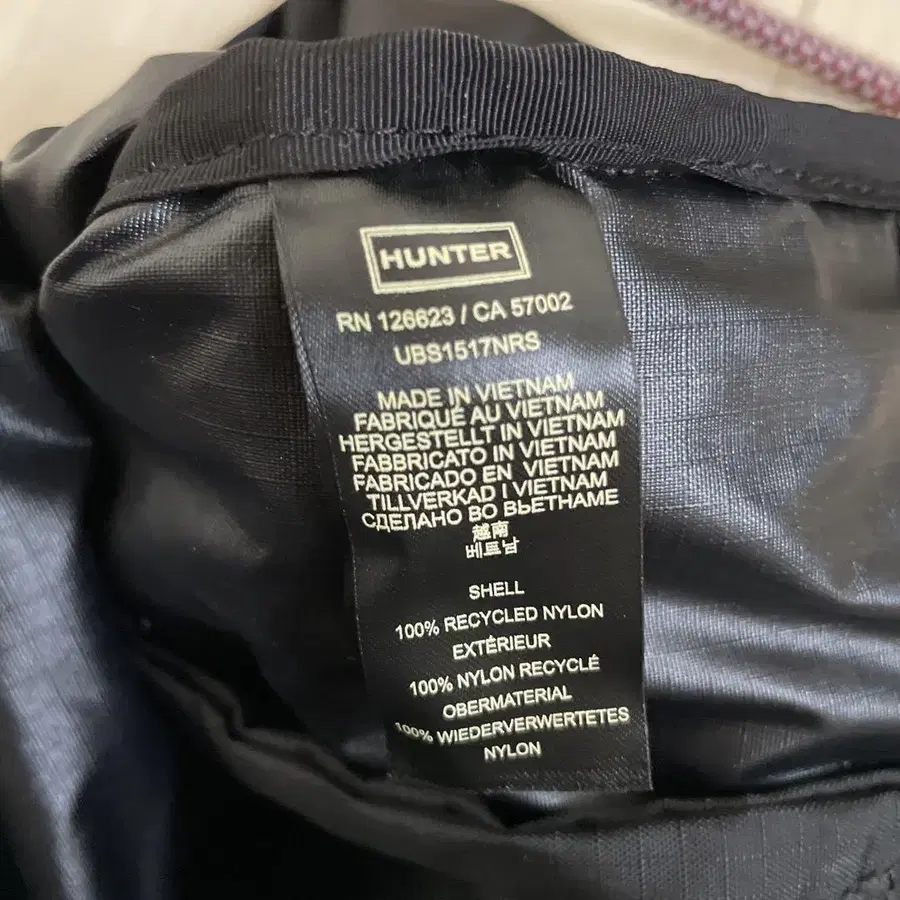 HUNTER
RN 126623 / CA 57002
UBS1517NRS
MADE IN VIETNAM
FABRIQUÉ AU VIETNAM
HERGESTELLT IN VIETNAM
FABBRICATO IN VIETNAM
FABRICADO EN VIETNAM
TILLVERKAD I VIETNAM
СДЕЛАНО ВО ВЬЕТНАМЕ
越南
베트남
SHELL
100% RECYCLED NYLON
EXTÉRIEUR
100% NYLON RECYCLÉ
OBERMATERIAL
100% WIEDERVERWERTETES
NYLON